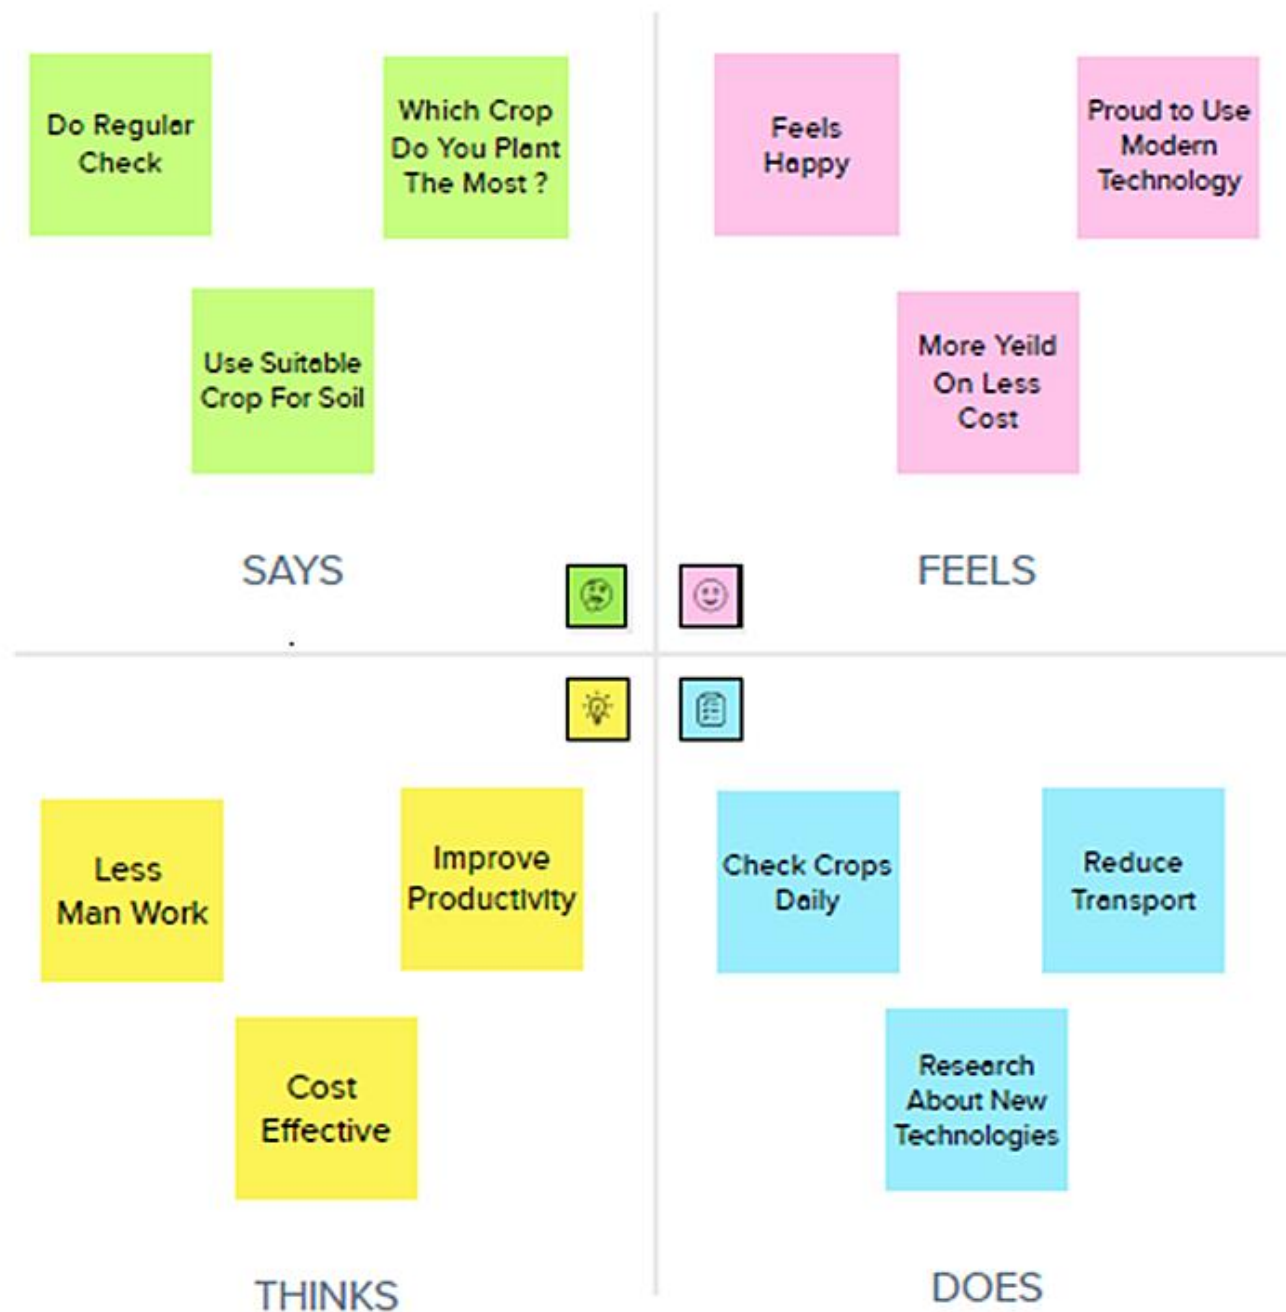 Do Regular
Check
Which Crop
Do You Plant
The Most ?
Use Suitable
Crop For Soil
SAYS
Feels
Happy
Proud to Use
Modern
Technology
More Yeild
On Less
Cost
FEELS
Less
Man Work
Improve
Productivity
Cost
Effective
THINKS
Check Crops
Daily
Reduce
Transport
Research
About New
Technologies
DOES